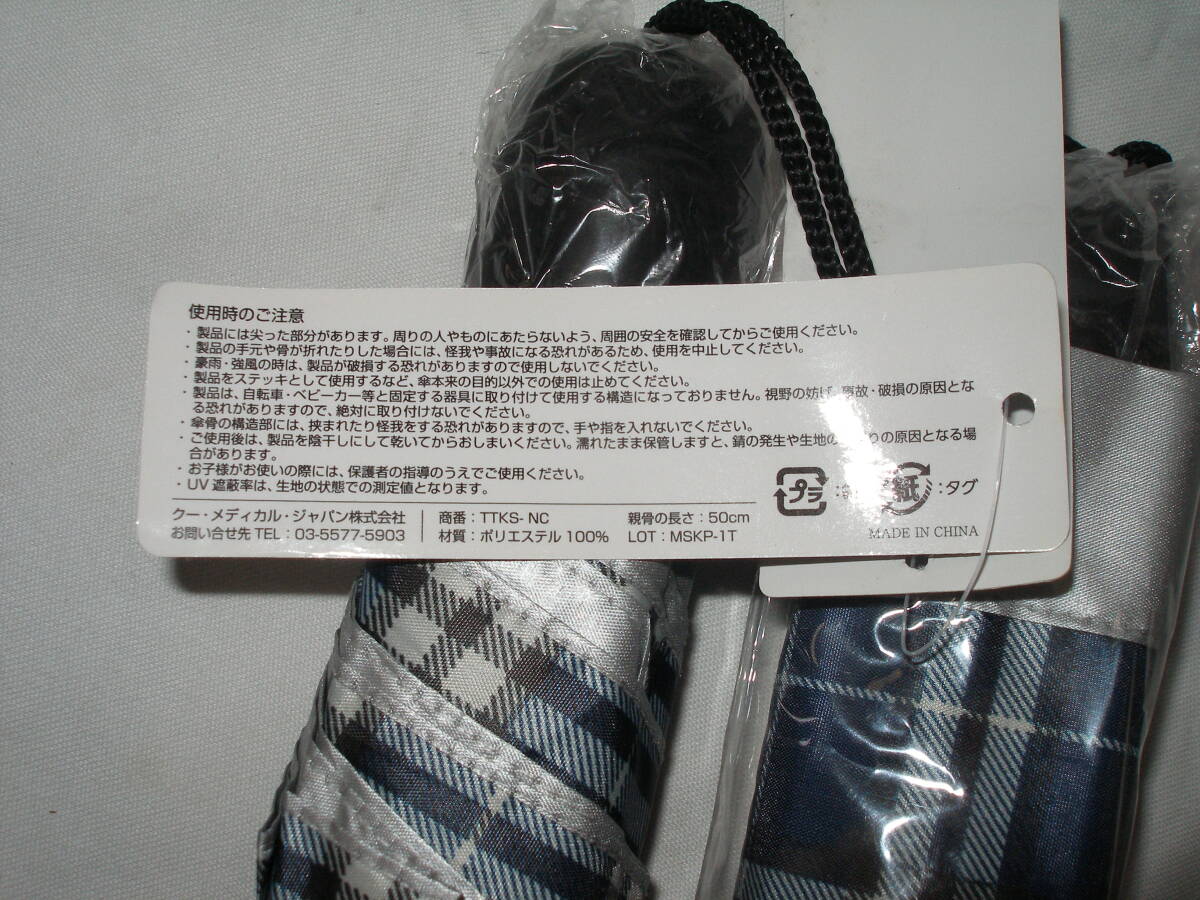 使用時のご注意
・製品には尖った部分があります。周りの人やものにあたらないよう、周囲の安全を確認してからご使用ください。
・製品の手元や骨が折れたりした場合には、怪我や事故になる恐れがあるため、使用を中止してください。
・豪雨・強風の時は、製品が破損する恐れがありますので使用しないでください。
・製品をステッキとして使用するなど、傘本来の目的以外での使用は止めてください。
・製品は、自転車・ベビーカー等と固定する器具に取り付けて使用する構造になっておりません。視野の妨げ、事故・破損の原因とな
る恐れがありますので、絶対に取り付けないでください。
・傘骨の構造部には、挟まれたり怪我をする恐れがありますので、手や指を入れないでください。
・ご使用後は、製品を陰干しにして乾いてからおしまいください。濡れたまま保管しますと、錆の発生や生地の りの原因となる場
合があります。
・お子様がお使いの際には、保護者の指導のうえでご使用ください。
・UV遮蔽率は、生地の状態での測定値となります。
プラ : 紙 :タグ
クー・メディカル・ジャパン株式会社 商番:TTKS-NC 親骨の長さ:50cm
お問い合せ先 TEL:03-5577-5903 材質:ポリエステル100% LOT:MSKP-1T
MADE IN CHINA